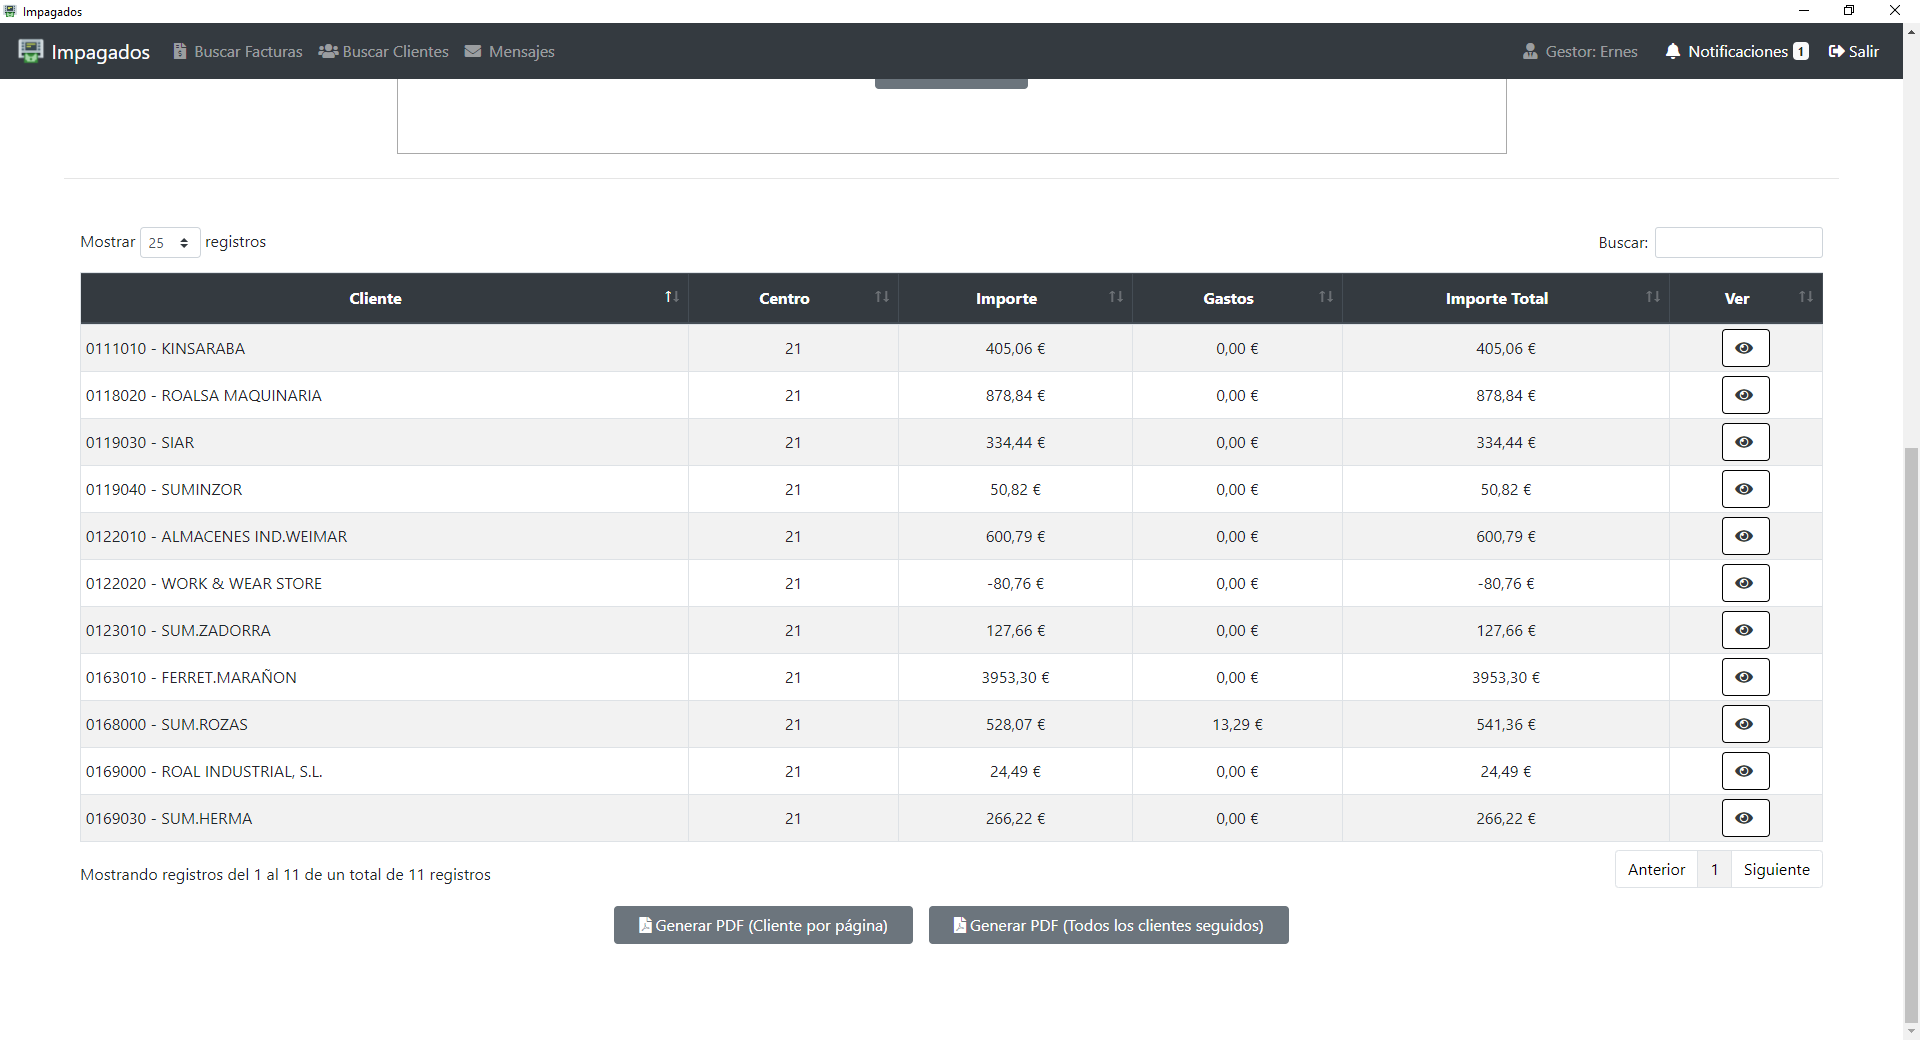 Impagados
Impagados Buscar Facturas Buscar Clientes Mensajes Gestor: Ernes Notificaciones 1 Salir
Mostrar 25 registros Buscar:
Cliente Centro Importe Gastos Importe Total Ver
0111010 - KINSARABA 21 405,06 € 0,00 € 405,06 €
0118020 - ROALSA MAQUINARIA 21 878,84 € 0,00 € 878,84 €
0119030 - SIAR 21 334,44 € 0,00 € 334,44 €
0119040 - SUMINZOR 21 50,82 € 0,00 € 50,82 €
0122010 - ALMACENES IND.WEIMAR 21 600,79 € 0,00 € 600,79 €
0122020 - WORK & WEAR STORE 21 -80,76 € 0,00 € -80,76 €
0123010 - SUM.ZADORRA 21 127,66 € 0,00 € 127,66 €
0163010 - FERRET.MARAÑON 21 3953,30 € 0,00 € 3953,30 €
0168000 - SUM.ROZAS 21 528,07 € 13,29 € 541,36 €
0169000 - ROAL INDUSTRIAL, S.L. 21 24,49 € 0,00 € 24,49 €
0169030 - SUM.HERMA 21 266,22 € 0,00 € 266,22 €
Mostrando registros del 1 al 11 de un total de 11 registros Anterior 1 Siguiente
Generar PDF (Cliente por página) Generar PDF (Todos los clientes seguidos)